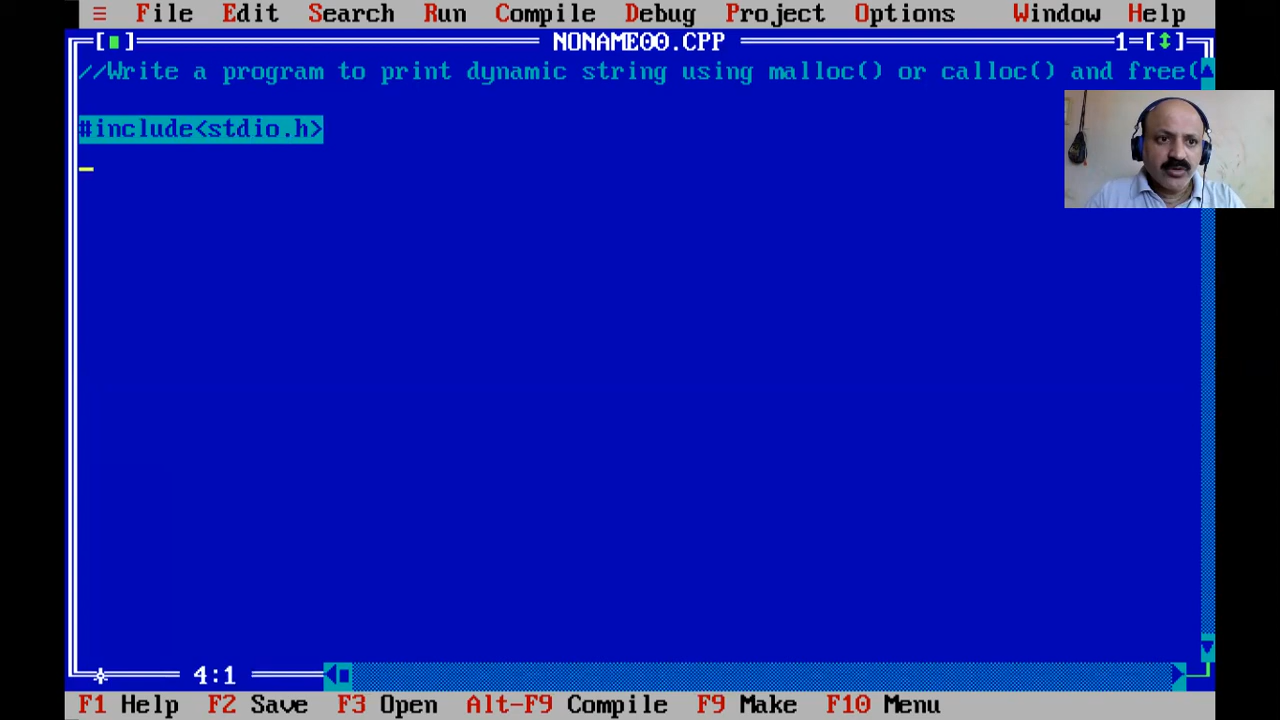 ≡ File Edit Search Run Compile Debug Project Options Window Help
[■] NONAME00.CPP 1=[↕]
//Write a program to print dynamic string using malloc() or calloc() and free(
#include<stdio.h>
4:1
F1 Help F2 Save F3 Open Alt-F9 Compile F9 Make F10 Menu